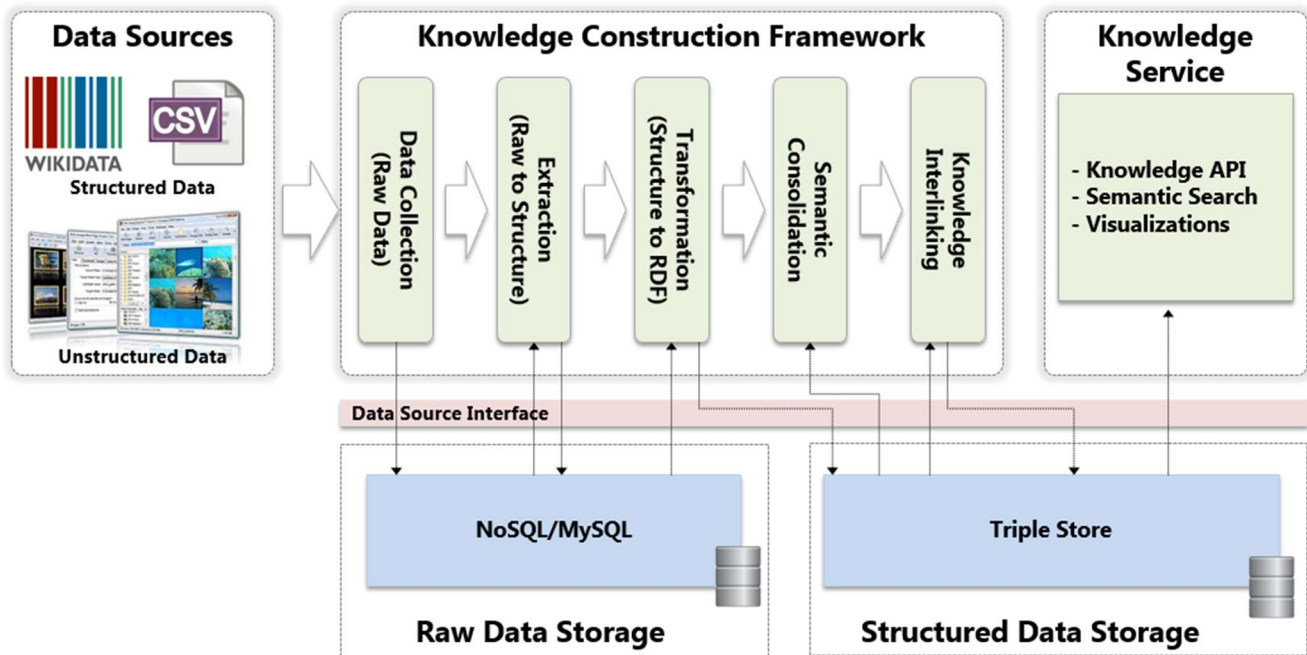 Data Sources
WIKIDATA
CSV
Structured Data
Unstructured Data
Knowledge Construction Framework
Data Collection
(Raw Data)
Extraction
(Raw to Structure)
Transformation
(Structure to RDF)
Semantic
Consolidation
Knowledge
Interlinking
Knowledge
Service
- Knowledge API
- Semantic Search
- Visualizations
Data Source Interface
NoSQL/MySQL
Raw Data Storage
Triple Store
Structured Data Storage